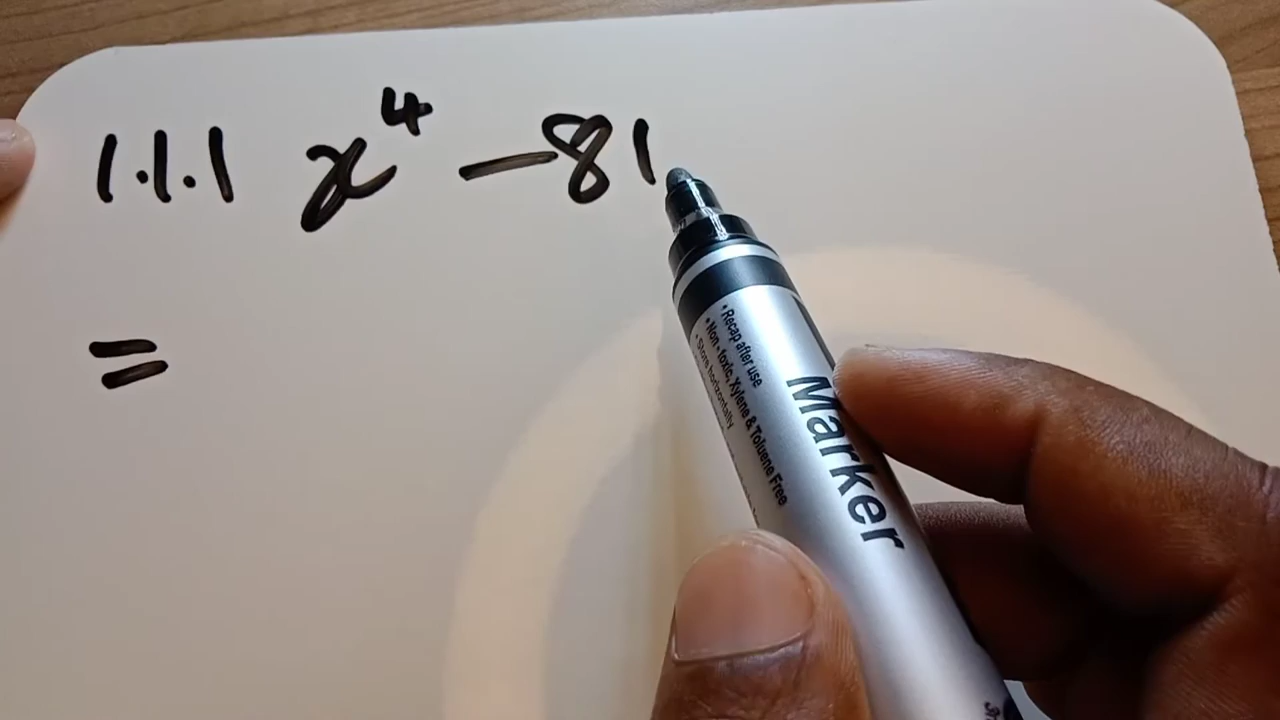 1.1.1 x⁴ – 81
=
• Recap after use
• Non-toxic, Xylene & Toluene Free
• Store horizontally
Marker